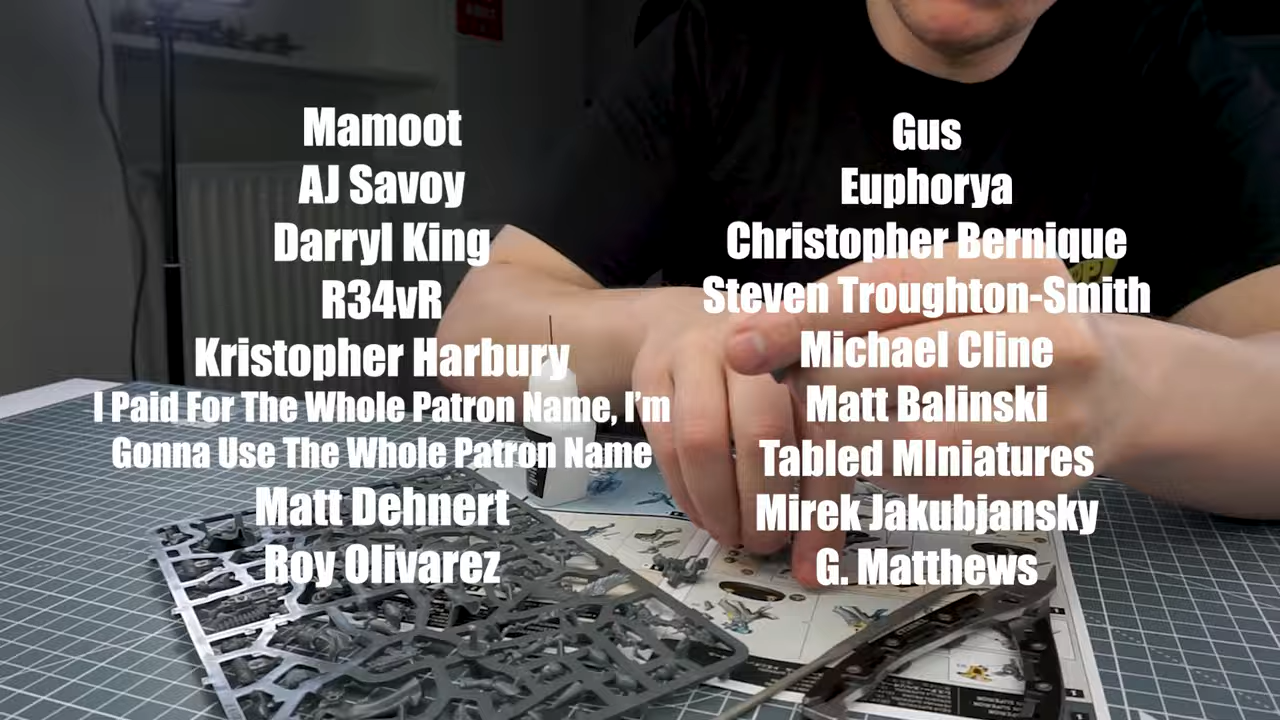 Mamoot
AJ Savoy
Darryl King
R34vR
Kristopher Harbury
I Paid For The Whole Patron Name, I'm
Gonna Use The Whole Patron Name
Matt Dehnert
Roy Olivarez
Gus
Euphorya
Christopher Bernique
Steven Troughton-Smith
Michael Cline
Matt Balinski
Tabled MIniatures
Mirek Jakubjansky
G. Matthews